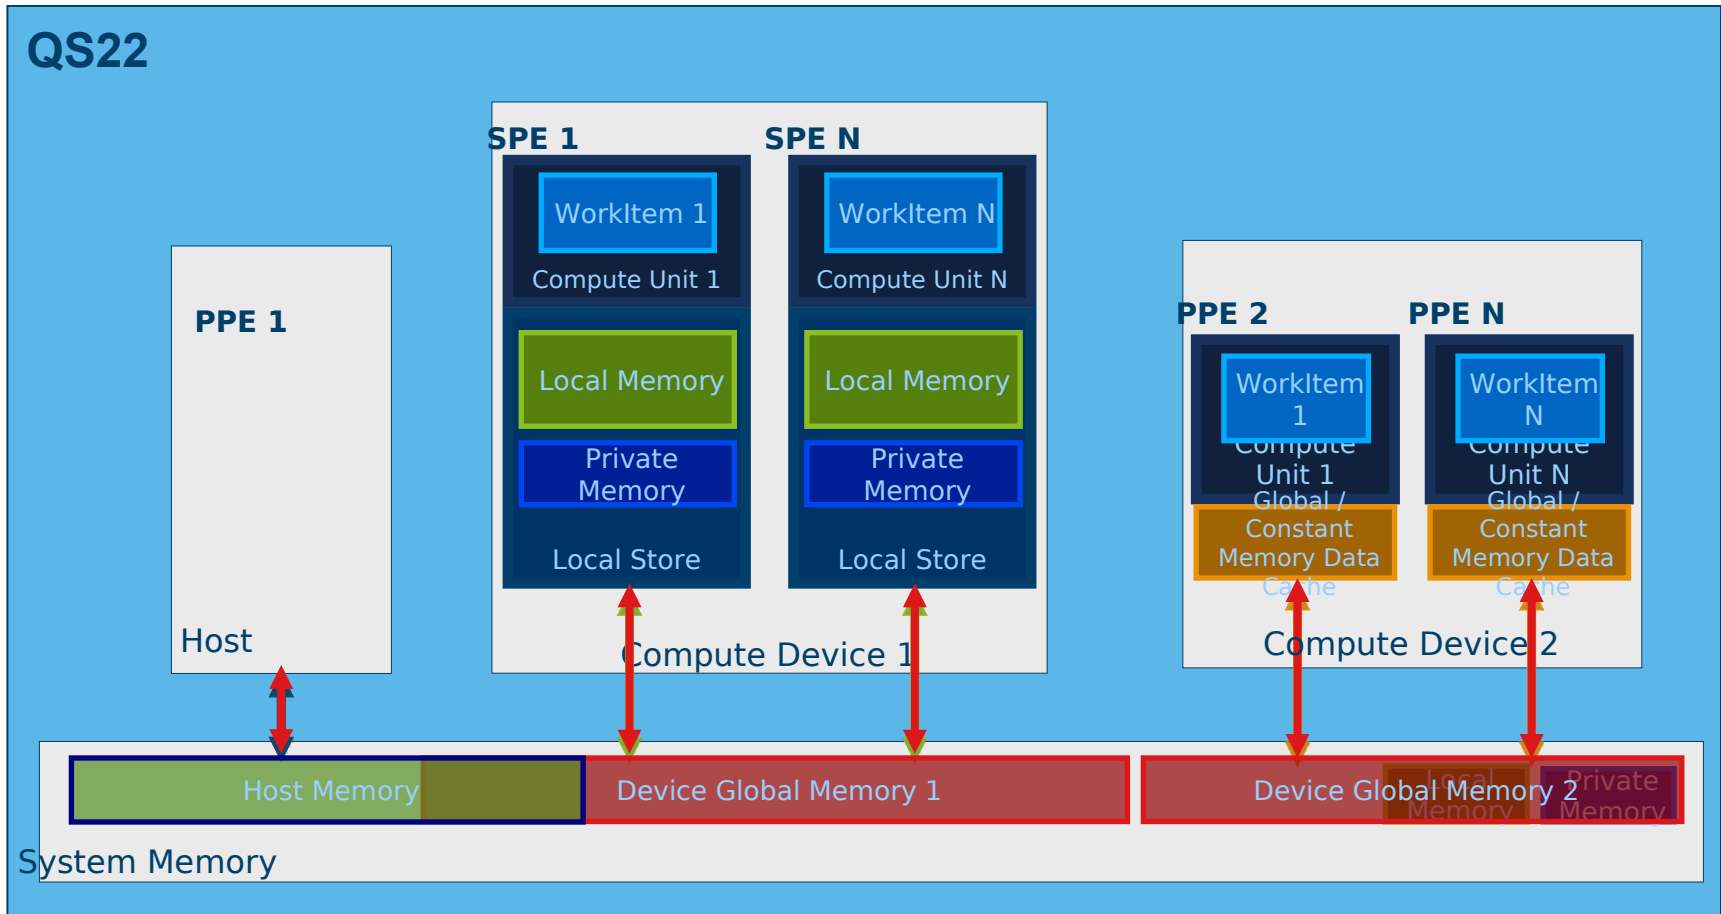 QS22
SPE 1
SPE N
WorkItem 1
WorkItem N
Compute Unit 1
Compute Unit N
Local Memory
Local Memory
Private
Memory
Private
Memory
Local Store
Local Store
Compute Device 1
PPE 1
Host
PPE 2
PPE N
WorkItem
1
WorkItem
N
Compute
Unit 1
Compute
Unit N
Global /
Constant
Memory Data
Cache
Global /
Constant
Memory Data
Cache
Compute Device 2
Host Memory
Device Global Memory 1
Device Global Memory 2
Local
Memory
Private
Memory
System Memory